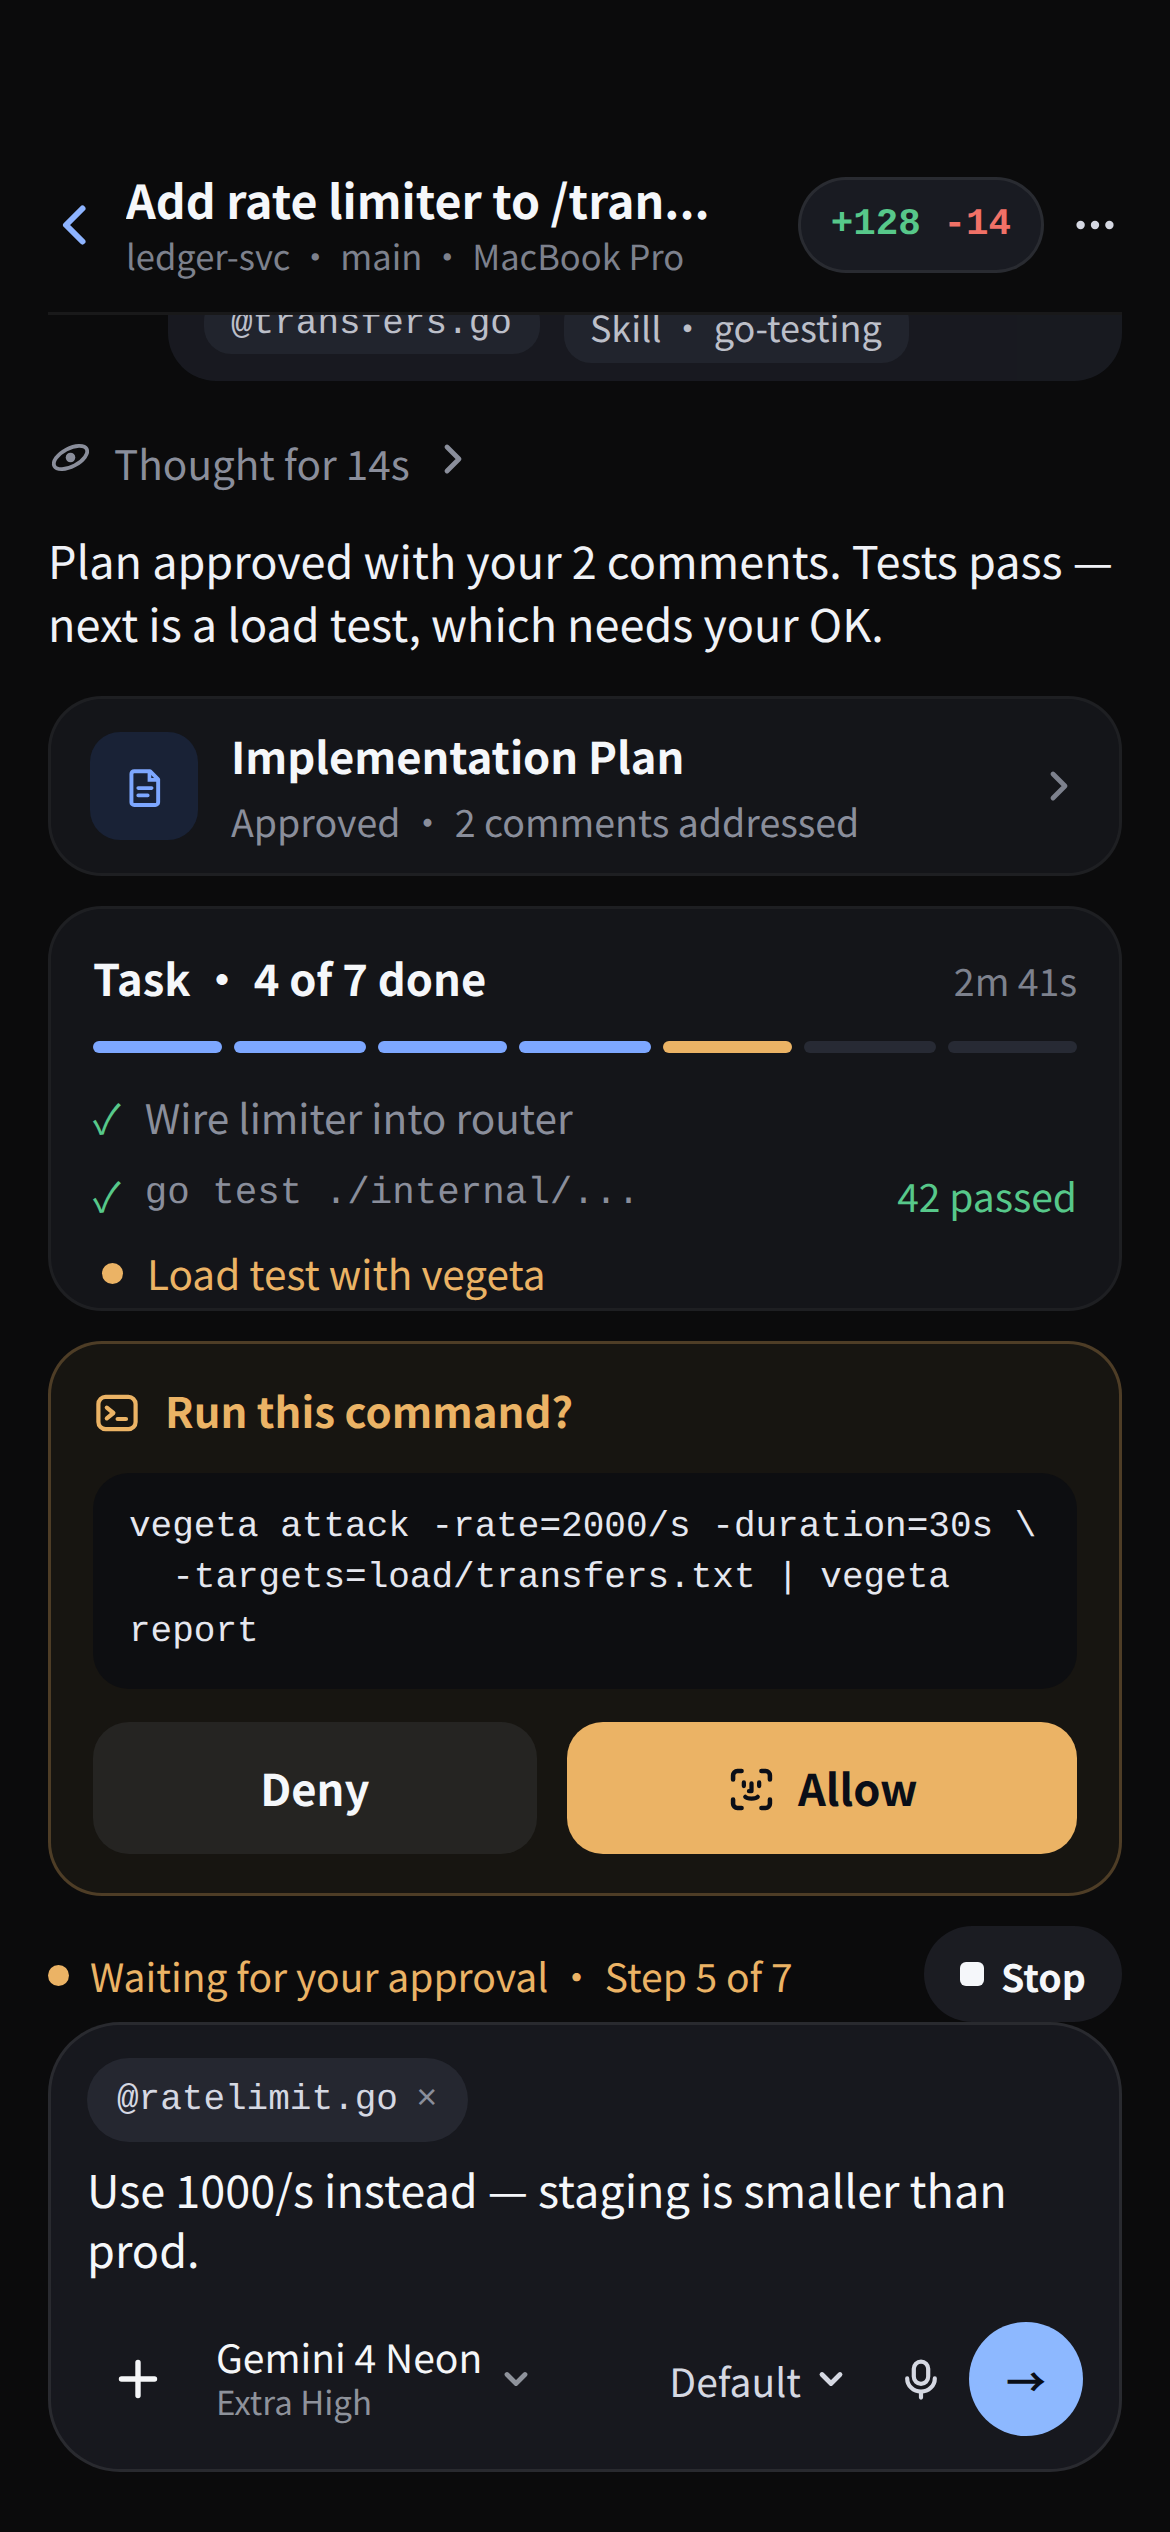 Add rate limiter to /tran...
+128 -14
ledger-svc • main • MacBook Pro
@transfers.go
Skill • go-testing
Thought for 14s
Plan approved with your 2 comments. Tests pass —
next is a load test, which needs your OK.
Implementation Plan
Approved • 2 comments addressed
Task • 4 of 7 done
2m 41s
✓ Wire limiter into router
✓ go test ./internal/...
42 passed
Load test with vegeta
Run this command?
vegeta attack -rate=2000/s -duration=30s \
-targets=load/transfers.txt | vegeta
report
Deny
Allow
Waiting for your approval • Step 5 of 7
Stop
@ratelimit.go ×
Use 1000/s instead — staging is smaller than
prod.
Gemini 4 Neon
Extra High
Default